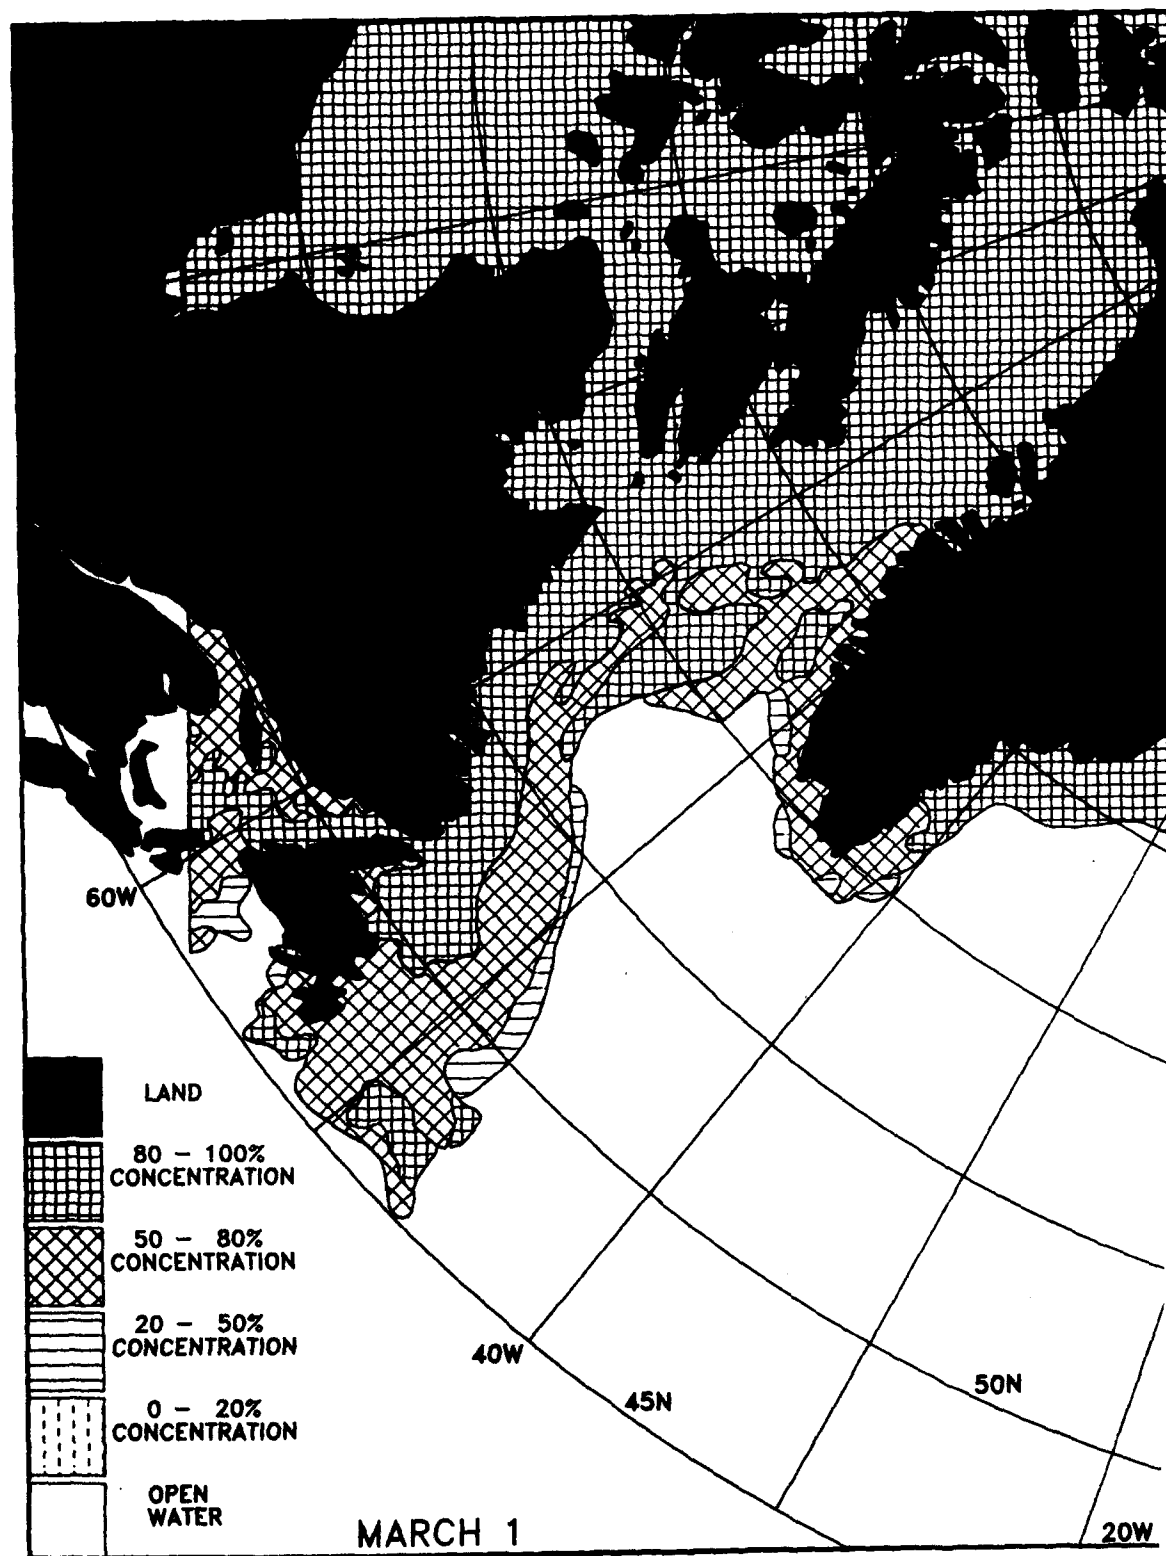 60W
LAND
80 - 100%
CONCENTRATION
50 - 80%
CONCENTRATION
20 - 50%
CONCENTRATION
0 - 20%
CONCENTRATION
OPEN
WATER
40W
45N
50N
20W
MARCH 1